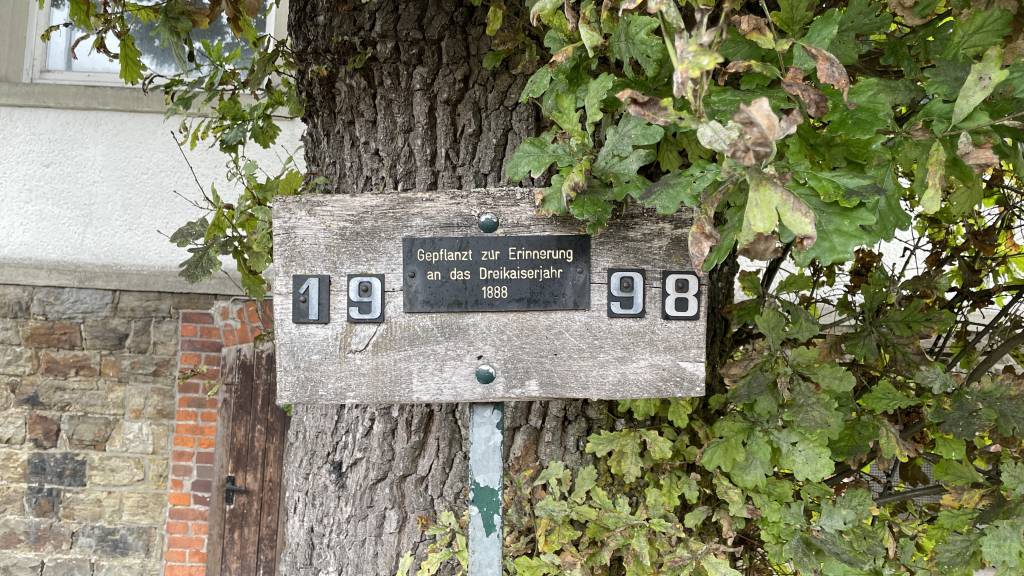 19 98
Gepflanzt zur Erinnerung
an das Dreikaiserjahr
1888